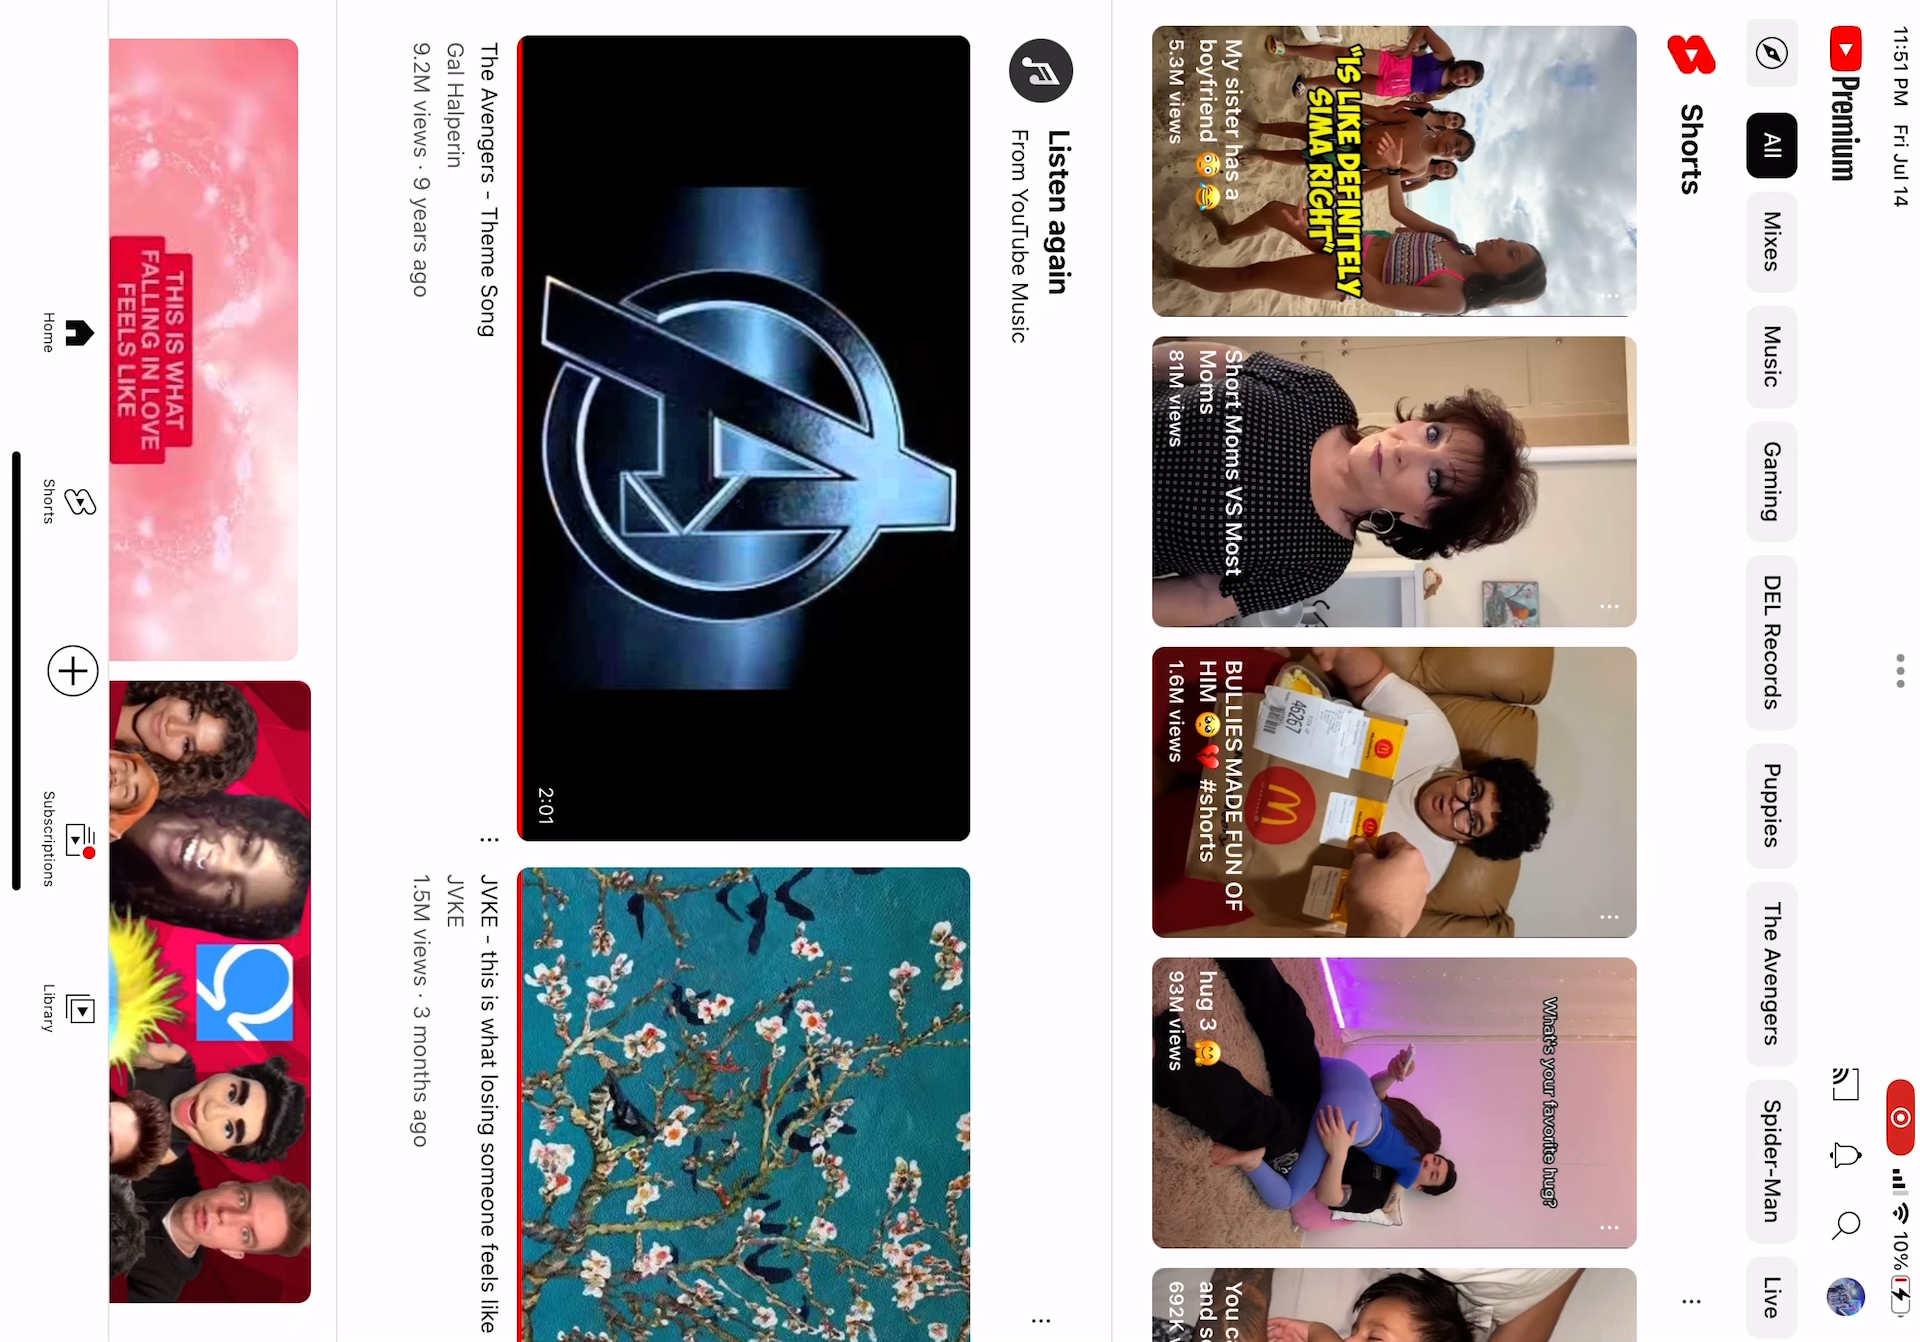 11:51 PM Fri Jul 14
10%
Premium
All
Mixes
Music
Gaming
DEL Records
Puppies
The Avengers
Spider-Man
Live
Shorts
"IS LIKE DEFINITELY
SIMA RIGHT"
My sister has a
boyfriend 😳😂
5.3M views
Short Moms VS Most
Moms
81M views
46267
BULLIES MADE FUN OF
HIM 🥺💔 #shorts
1.6M views
What's your favorite hug?
hug 3 🤗
93M views
You ca
and s
692K v
Listen again
From YouTube Music
2:01
The Avengers - Theme Song
Gal Halperin
9.2M views · 9 years ago
JVKE - this is what losing someone feels like
JVKE
1.5M views · 3 months ago
THIS IS WHAT
FALLING IN LOVE
FEELS LIKE
Home
Shorts
Subscriptions
Library